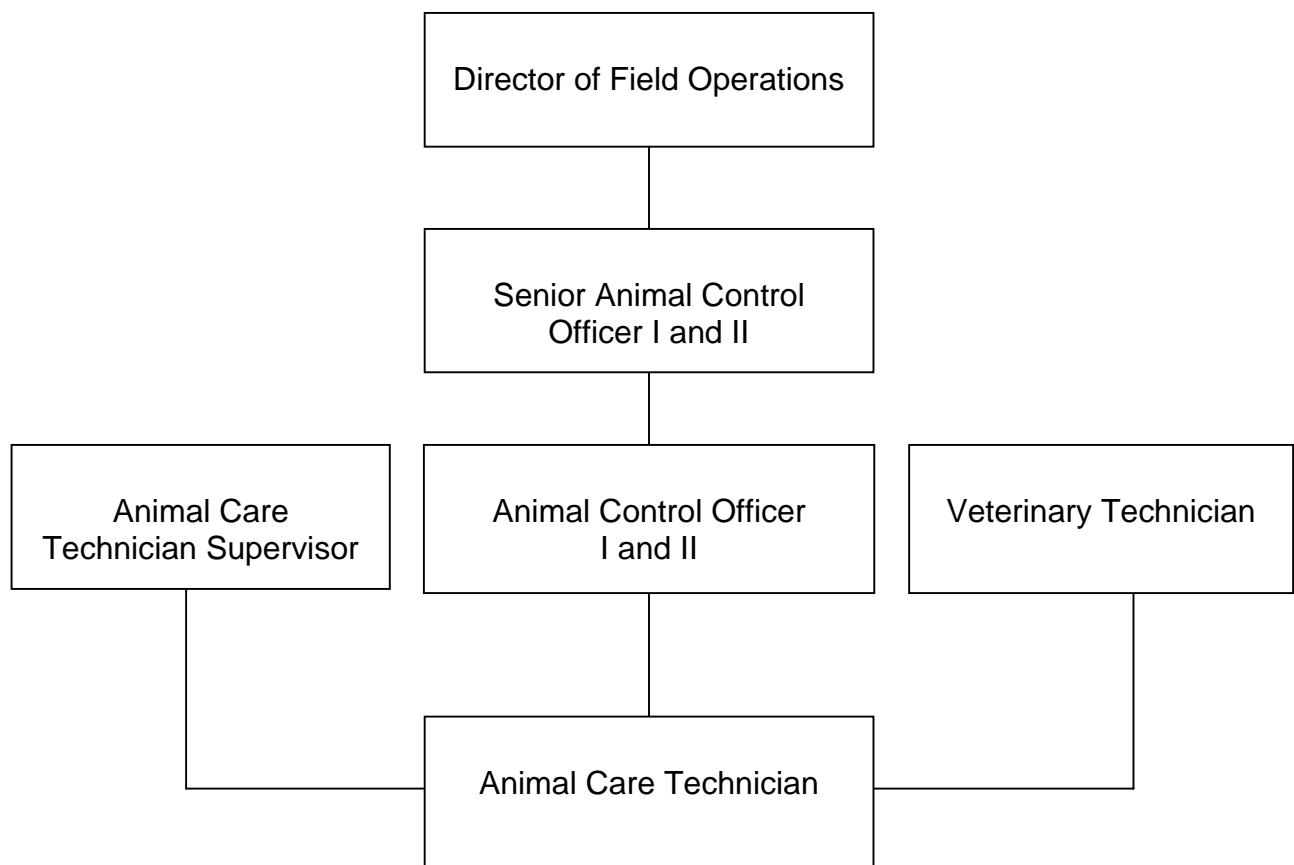 Director of Field Operations
Senior Animal Control
Officer I and II
Animal Care
Technician Supervisor
Animal Control Officer
I and II
Veterinary Technician
Animal Care Technician